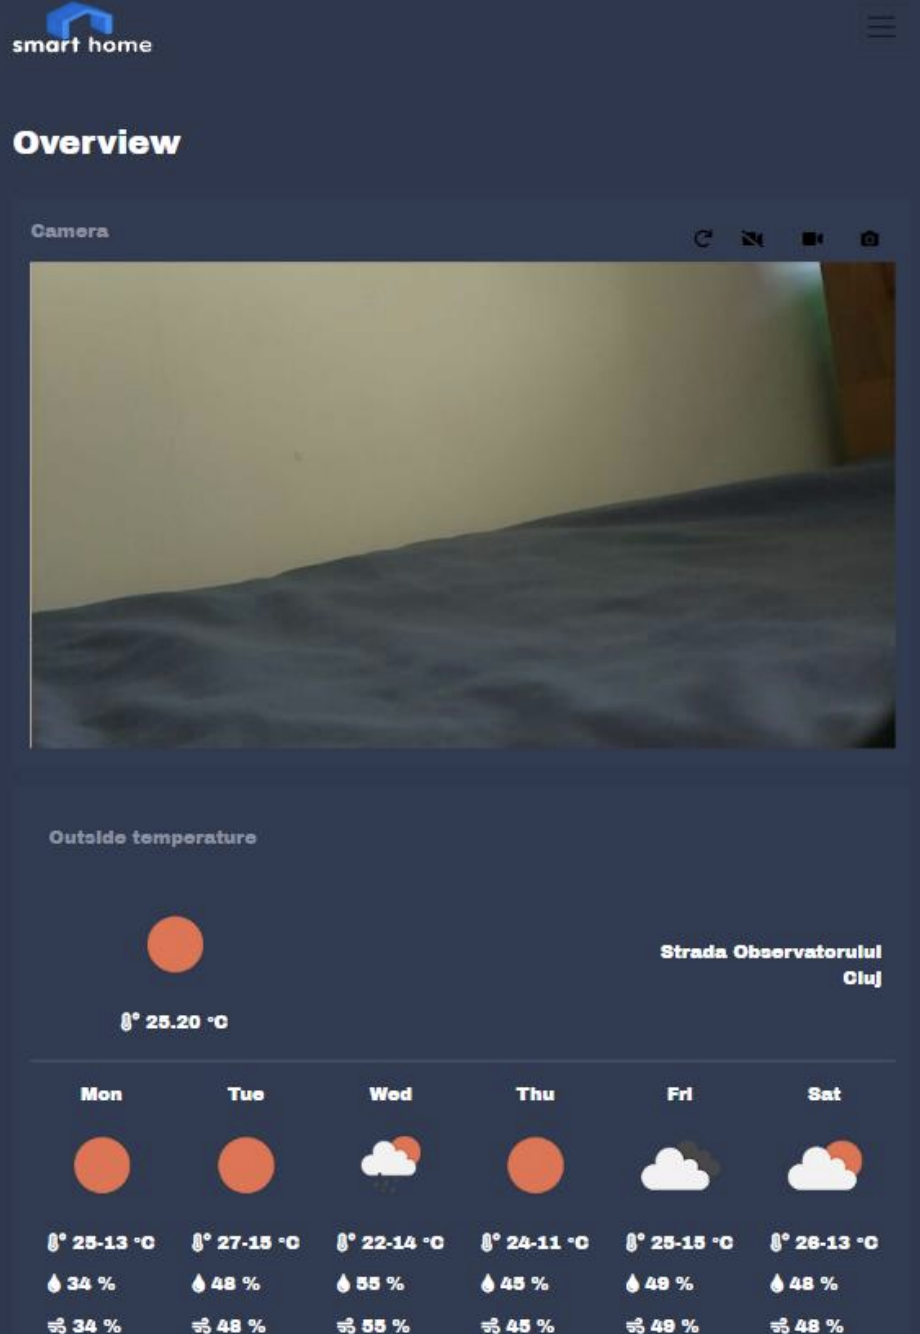 smart home
Overview
Camera
Outside temperature
Strada Observatorului
Cluj
25.20 °C
Mon Tue Wed Thu Fri Sat
25-13 °C 27-15 °C 22-14 °C 24-11 °C 25-15 °C 26-13 °C
34 % 48 % 55 % 45 % 49 % 48 %
34 % 48 % 55 % 45 % 49 % 48 %